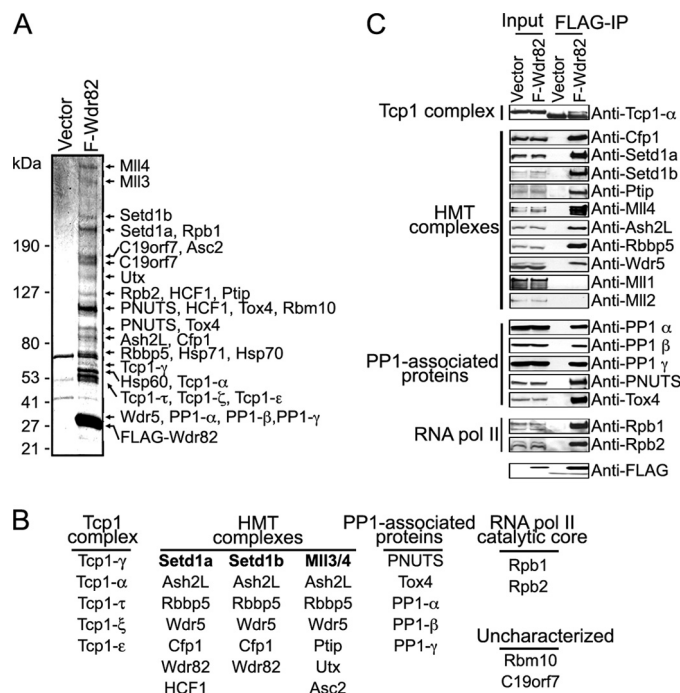 A
Vector
F-Wdr82
kDa
190
127
80
53
41
27
21
Mll4
Mll3
Setd1b
Setd1a, Rpb1
C19orf7, Asc2
C19orf7
Utx
Rpb2, HCF1, Ptip
PNUTS, HCF1, Tox4, Rbm10
PNUTS, Tox4
Ash2L, Cfp1
Rbbp5, Hsp71, Hsp70
Tcp1-γ
Hsp60, Tcp1-α
Tcp1-τ, Tcp1-ζ, Tcp1-ε
Wdr5, PP1-α, PP1-β,PP1-γ
FLAG-Wdr82
C
Input FLAG-IP
Vector
F-Wdr82
Vector
F-Wdr82
Tcp1 complex
Anti-Tcp1-α
HMT
complexes
Anti-Cfp1
Anti-Setd1a
Anti-Setd1b
Anti-Ptip
Anti-Mll4
Anti-Ash2L
Anti-Rbbp5
Anti-Wdr5
Anti-Mll1
Anti-Mll2
PP1-associated
proteins
Anti-PP1 α
Anti-PP1 β
Anti-PP1 γ
Anti-PNUTS
Anti-Tox4
RNA pol II
Anti-Rpb1
Anti-Rpb2
Anti-FLAG
B
Tcp1
complex
Tcp1-γ
Tcp1-α
Tcp1-τ
Tcp1-ξ
Tcp1-ε
HMT
complexes
Setd1a Setd1b Mll3/4
Ash2L Ash2L Ash2L
Rbbp5 Rbbp5 Rbbp5
Wdr5 Wdr5 Wdr5
Cfp1 Cfp1 Ptip
Wdr82 Wdr82 Utx
HCF1 Asc2
PP1-associated
proteins
PNUTS
Tox4
PP1-α
PP1-β
PP1-γ
RNA pol II
catalytic core
Rpb1
Rpb2
Uncharacterized
Rbm10
C19orf7